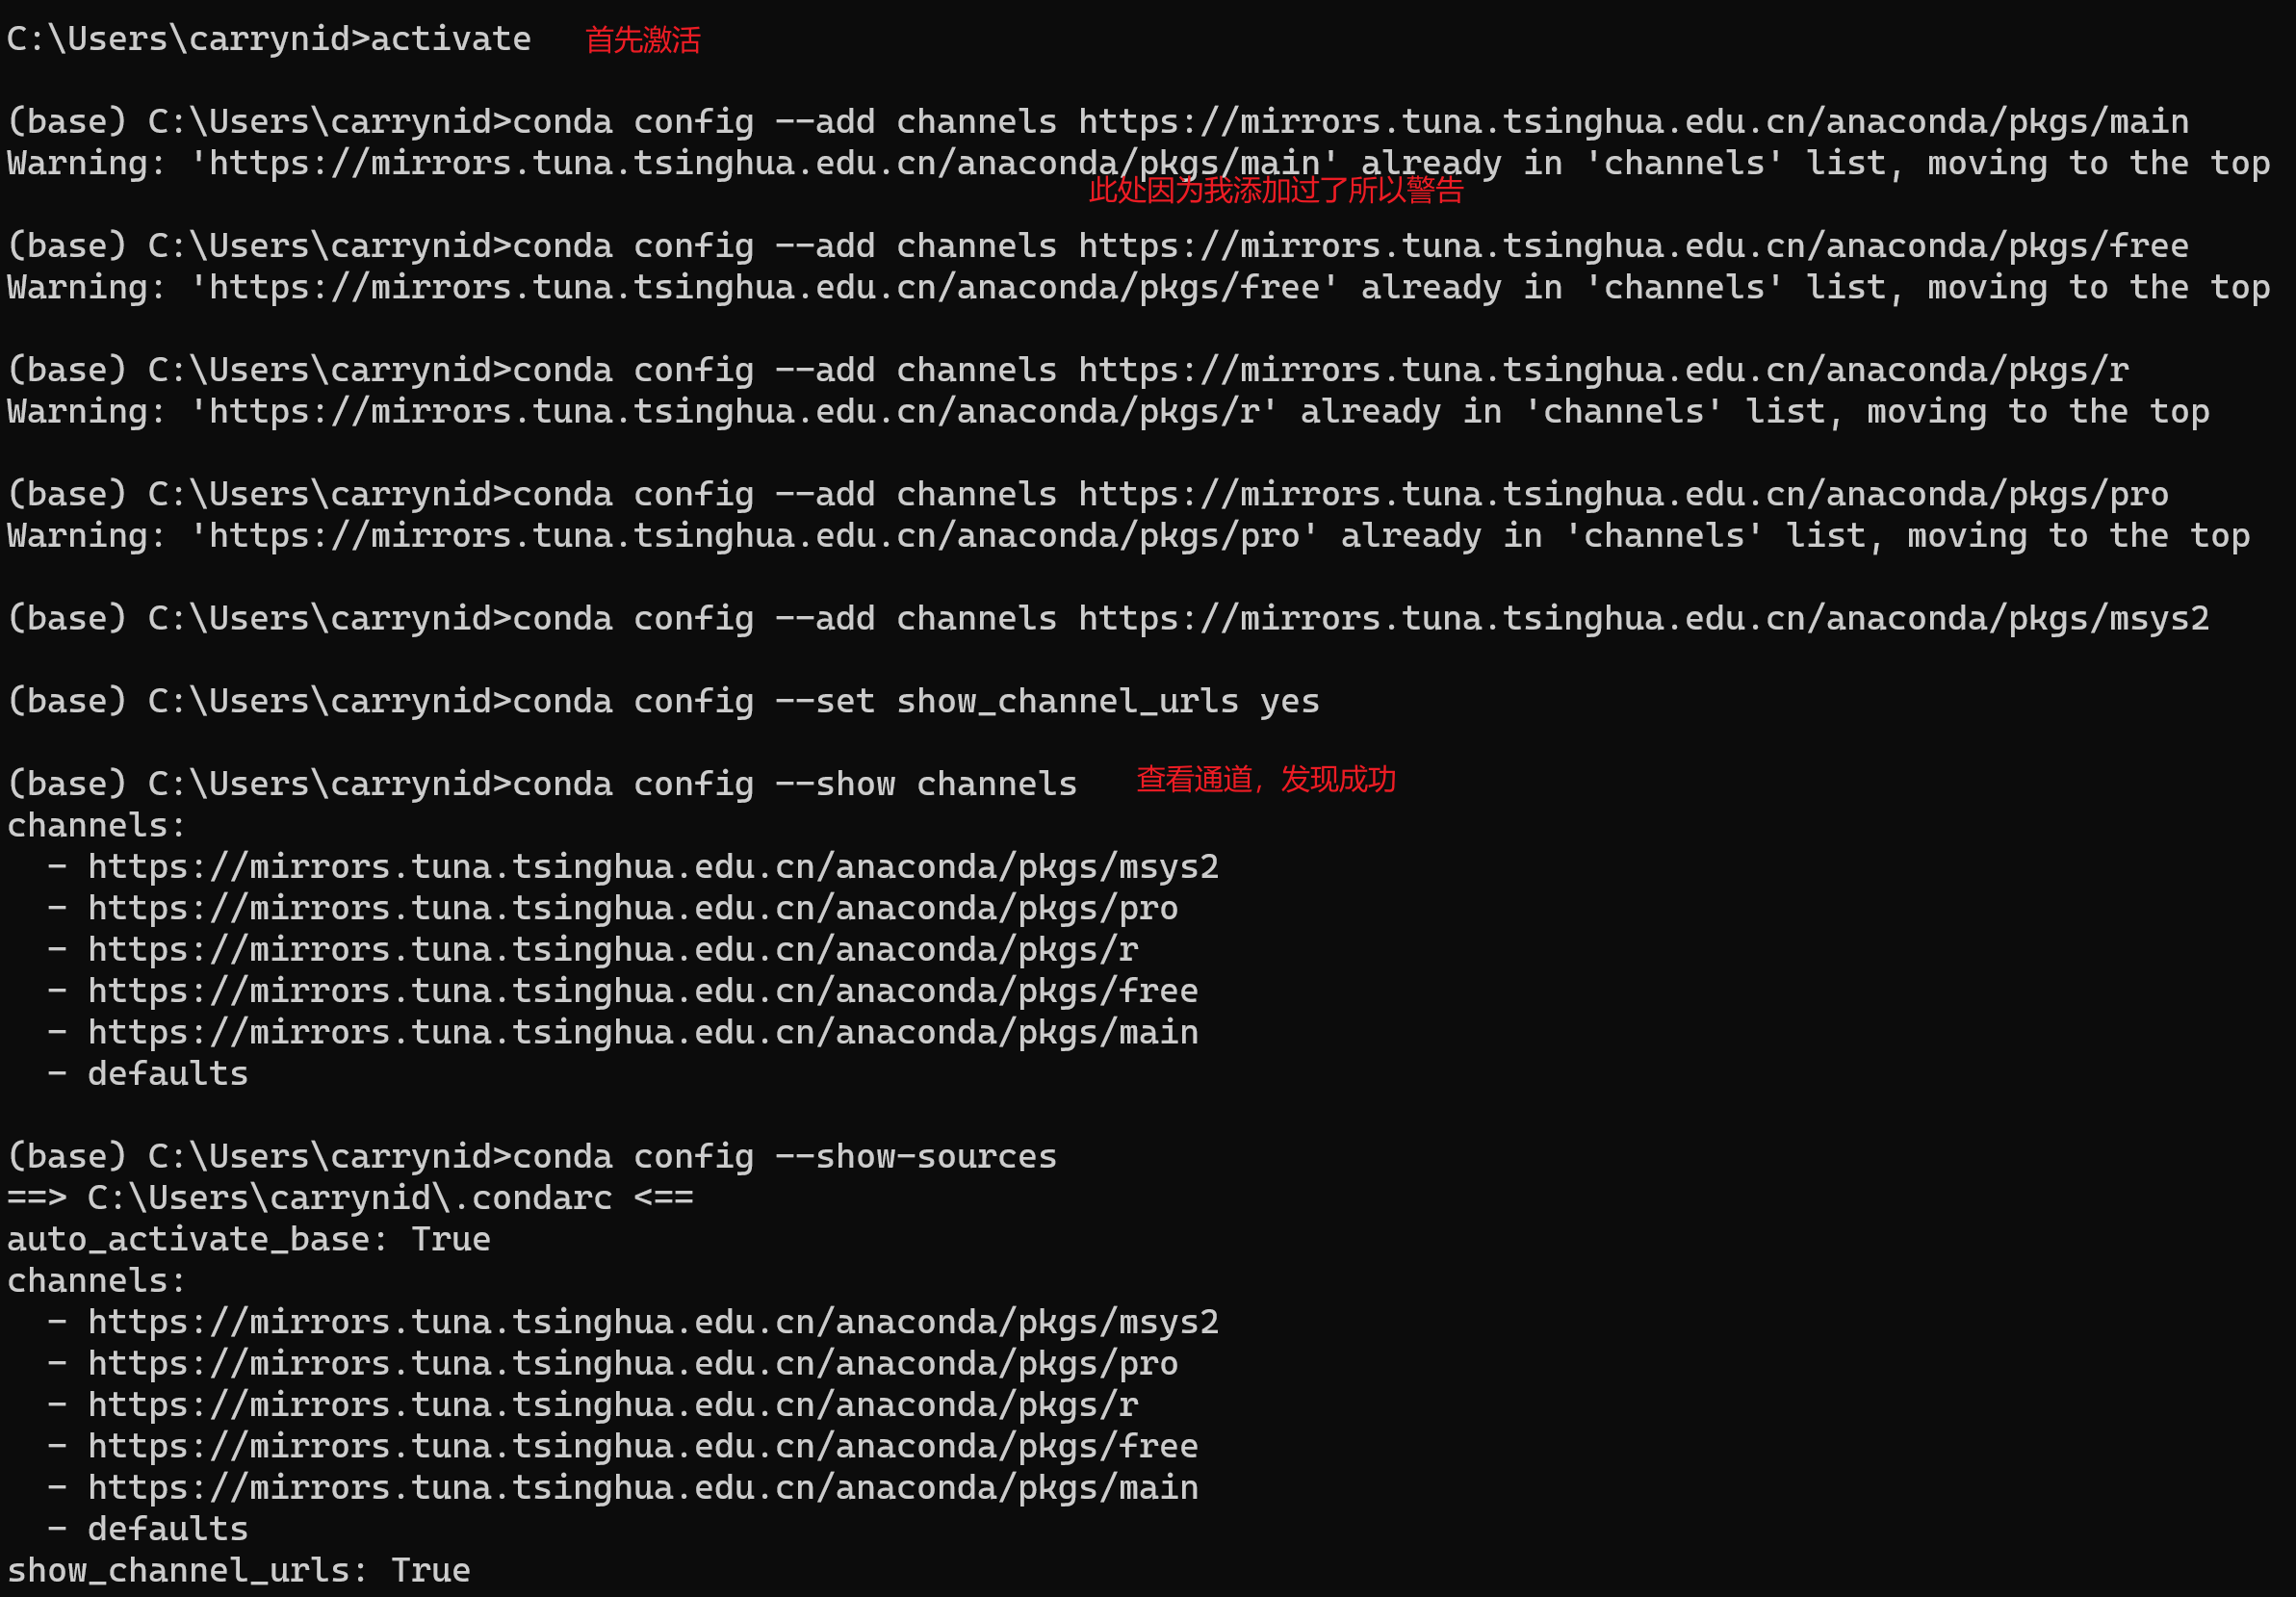 C:\Users\carrynid>activate 首先激活
(base) C:\Users\carrynid>conda config --add channels https://mirrors.tuna.tsinghua.edu.cn/anaconda/pkgs/main
Warning: 'https://mirrors.tuna.tsinghua.edu.cn/anaconda/pkgs/main' already in 'channels' list, moving to the top
此处因为我添加过了所以警告
(base) C:\Users\carrynid>conda config --add channels https://mirrors.tuna.tsinghua.edu.cn/anaconda/pkgs/free
Warning: 'https://mirrors.tuna.tsinghua.edu.cn/anaconda/pkgs/free' already in 'channels' list, moving to the top
(base) C:\Users\carrynid>conda config --add channels https://mirrors.tuna.tsinghua.edu.cn/anaconda/pkgs/r
Warning: 'https://mirrors.tuna.tsinghua.edu.cn/anaconda/pkgs/r' already in 'channels' list, moving to the top
(base) C:\Users\carrynid>conda config --add channels https://mirrors.tuna.tsinghua.edu.cn/anaconda/pkgs/pro
Warning: 'https://mirrors.tuna.tsinghua.edu.cn/anaconda/pkgs/pro' already in 'channels' list, moving to the top
(base) C:\Users\carrynid>conda config --add channels https://mirrors.tuna.tsinghua.edu.cn/anaconda/pkgs/msys2
(base) C:\Users\carrynid>conda config --set show_channel_urls yes
(base) C:\Users\carrynid>conda config --show channels 查看通道，发现成功
channels:
  - https://mirrors.tuna.tsinghua.edu.cn/anaconda/pkgs/msys2
  - https://mirrors.tuna.tsinghua.edu.cn/anaconda/pkgs/pro
  - https://mirrors.tuna.tsinghua.edu.cn/anaconda/pkgs/r
  - https://mirrors.tuna.tsinghua.edu.cn/anaconda/pkgs/free
  - https://mirrors.tuna.tsinghua.edu.cn/anaconda/pkgs/main
  - defaults
(base) C:\Users\carrynid>conda config --show-sources
==> C:\Users\carrynid\.condarc <==
auto_activate_base: True
channels:
  - https://mirrors.tuna.tsinghua.edu.cn/anaconda/pkgs/msys2
  - https://mirrors.tuna.tsinghua.edu.cn/anaconda/pkgs/pro
  - https://mirrors.tuna.tsinghua.edu.cn/anaconda/pkgs/r
  - https://mirrors.tuna.tsinghua.edu.cn/anaconda/pkgs/free
  - https://mirrors.tuna.tsinghua.edu.cn/anaconda/pkgs/main
  - defaults
show_channel_urls: True